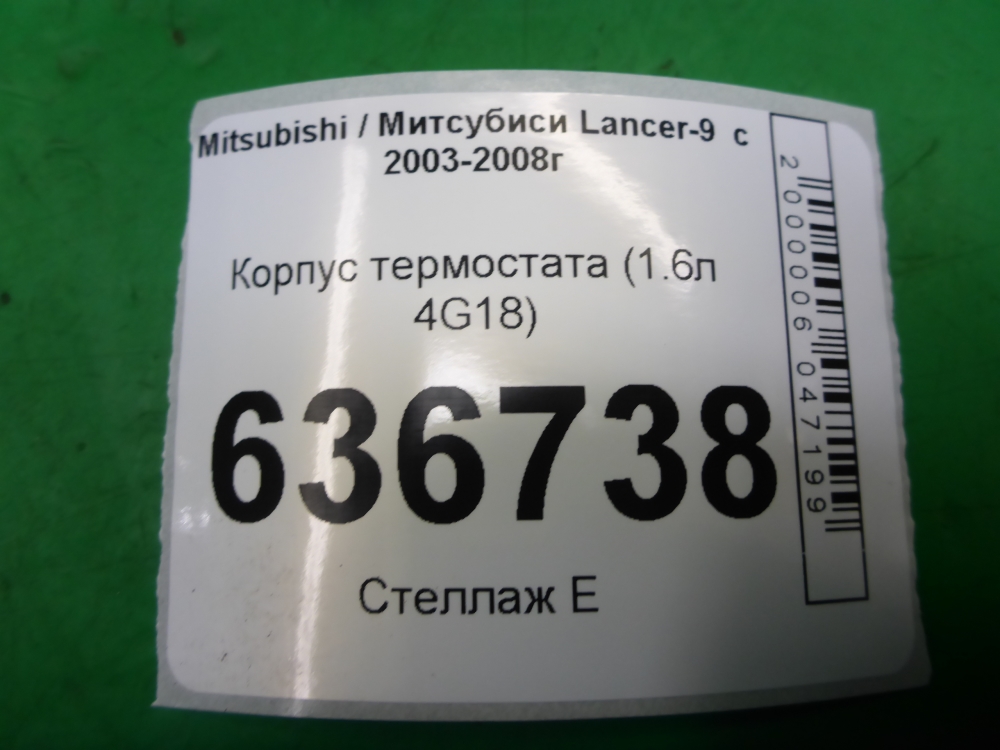 Mitsubishi / Митсубиси Lancer-9 с
2003-2008г
Корпус термостата (1.6л
4G18)
636738
Стеллаж Е
2000006047199